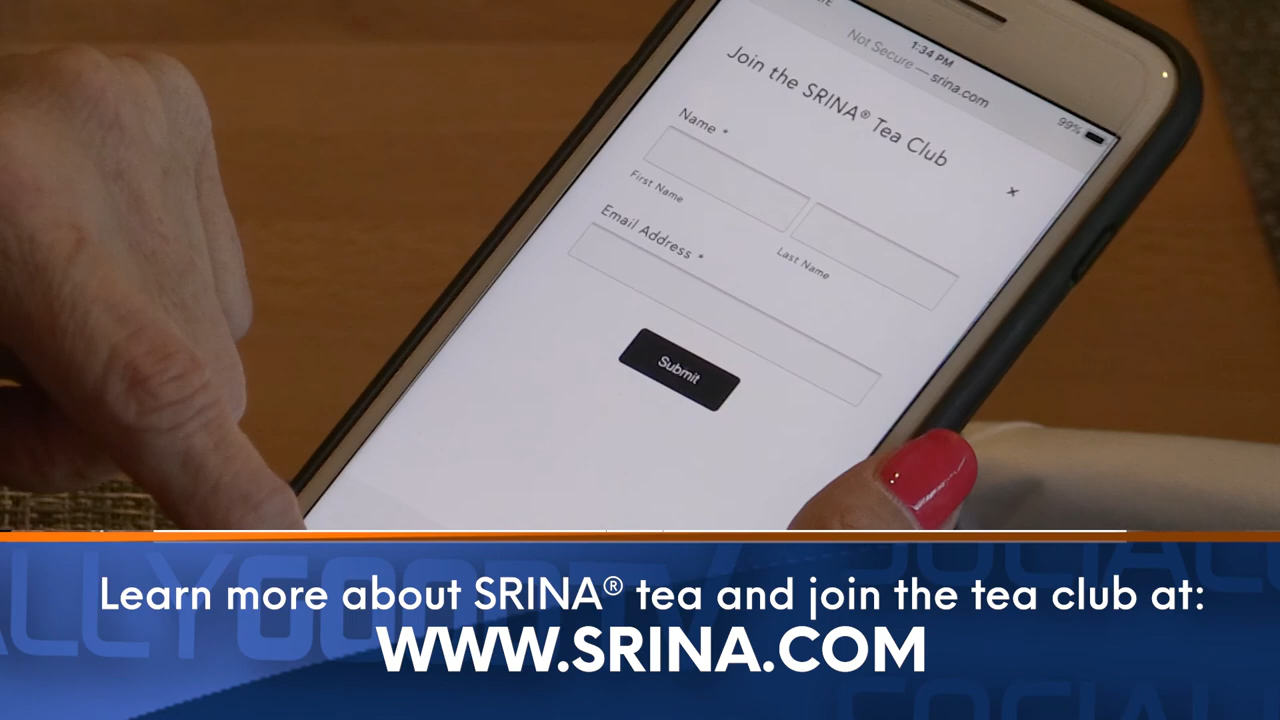 1:34 PM
Not Secure — srina.com
99%
Join the SRINA® Tea Club
×
Name *
First Name
Last Name
Email Address *
Submit
Learn more about SRINA® tea and join the tea club at:
WWW.SRINA.COM